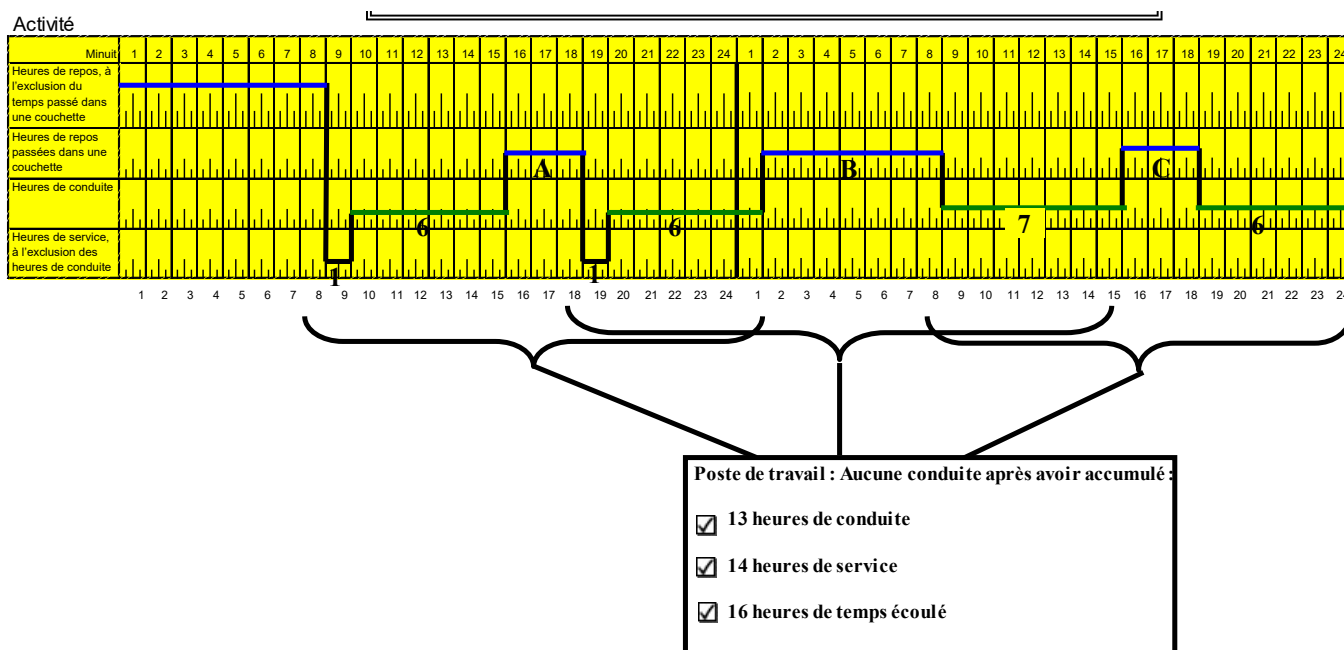 Activité
Minuit 1 2 3 4 5 6 7 8 9 10 11 12 13 14 15 16 17 18 19 20 22 23 24 1 2 3 4 5 6 7 8 9 10 11 12 13 14 15 16 17 18 19 20 21 22 23 24
Heures de repos, à
l'exclusion du
temps passé dans
une couchette
Heures de repos
passées dans une
couchette
A B C
Heures de conduite
6 6 7 6
Heures de service,
à l'exclusion des
heures de conduite
1 1
1 2 3 4 5 6 7 8 9 10 11 12 13 14 15 16 17 18 19 20 22 23 24 1 2 3 4 5 6 7 8 9 10 11 12 13 14 15 16 17 18 19 20 21 22 23 24
Poste de travail : Aucune conduite après avoir accumulé :
13 heures de conduite
14 heures de service
16 heures de temps écoulé